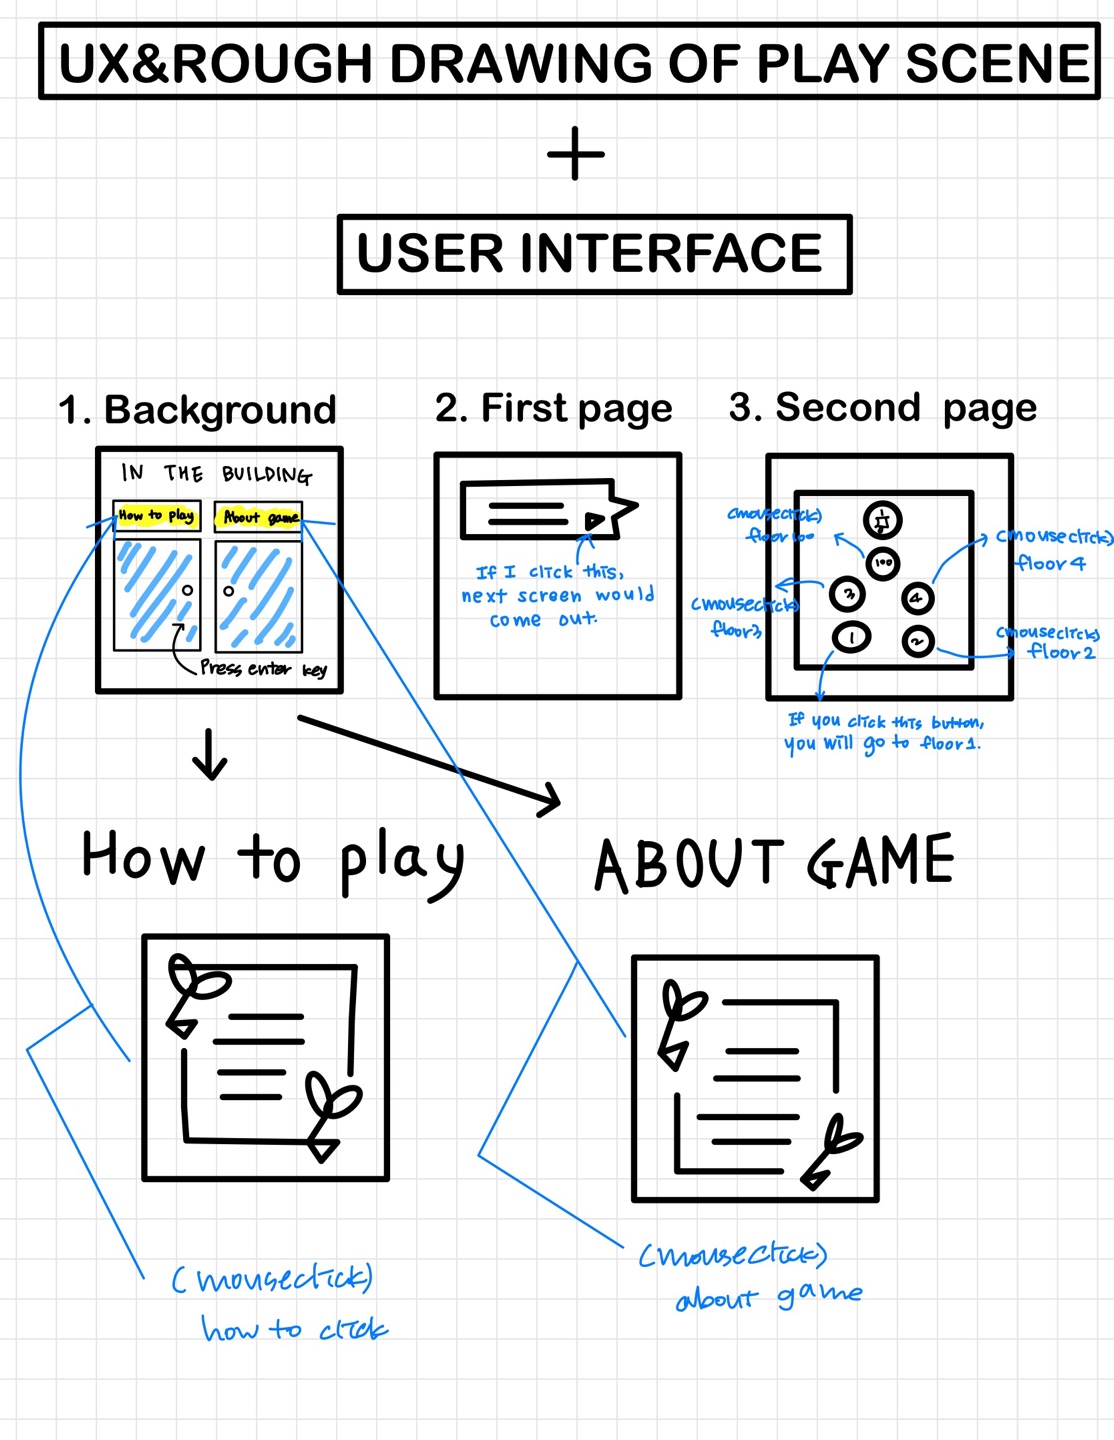 UX&ROUGH DRAWING OF PLAY SCENE
+
USER INTERFACE
1. Background
IN THE BUILDING
How to play
About game
Press enter key
2. First page
If I click this,
next screen would
come out.
3. Second page
(mouseclick)
floor100
100
3
4
1
2
(mouseclick)
floor4
(mouseclick)
floor3
(mouseclick)
floor2
If you click this button,
you will go to floor1.
How to play
ABOUT GAME
(mouseclick)
how to click
(mouseclick)
about game